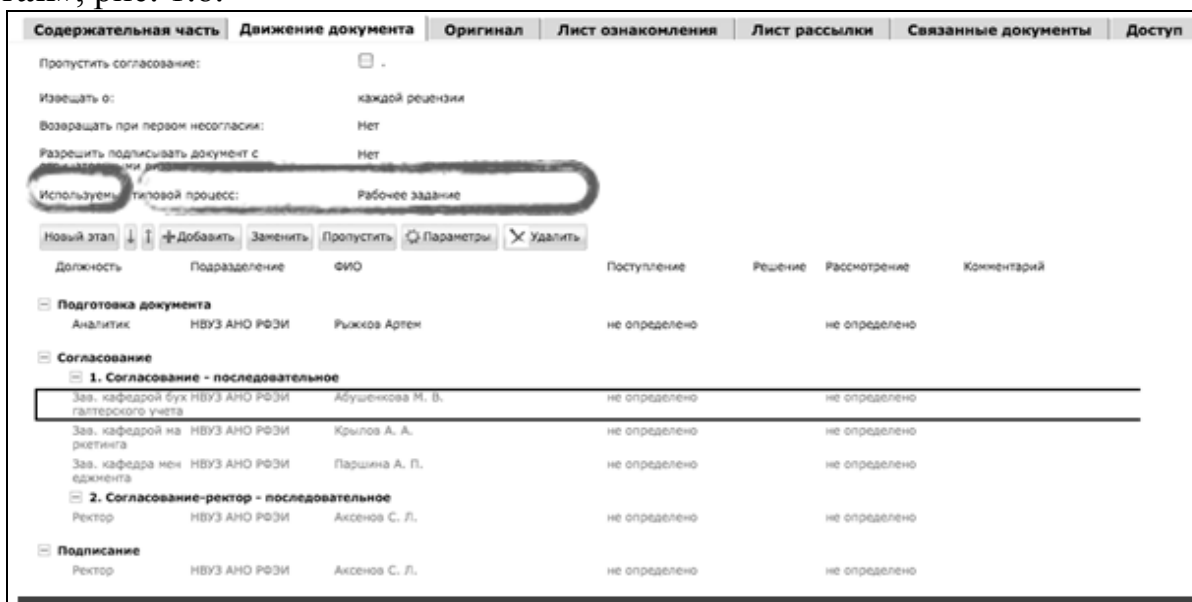 рис. 1.6.
Содержательная часть Движение документа Оригинал Лист ознакомления Лист рассылки Связанные документы Доступ
Пропустить согласование: .
Извещать о: каждой рецензии
Возвращать при первом несогласии: Нет
Разрешить подписывать документ с Нет
Используемы типовой процесс: Рабочее задание
Новый этап ↓ ↑ Добавить Заменить Пропустить Параметры Удалить
Должность Подразделение ФИО Поступление Решение Рассмотрение Комментарий
Подготовка документа
Аналитик НВУЗ АНО РФЭИ Рыжков Артем не определено не определено
Согласование
1. Согласование - последовательное
Зав. кафедрой бух НВУЗ АНО РФЭИ Абушенкова М. В. не определено не определено
галтерского учета
Зав. кафедрой ма НВУЗ АНО РФЭИ Крылов А. А. не определено не определено
ркетинга
Зав. кафедра мен НВУЗ АНО РФЭИ Паршина А. П. не определено не определено
еджмента
2. Согласование-ректор - последовательное
Ректор НВУЗ АНО РФЭИ Аксенов С. Л. не определено не определено
Подписание
Ректор НВУЗ АНО РФЭИ Аксенов С. Л. не определено не определено